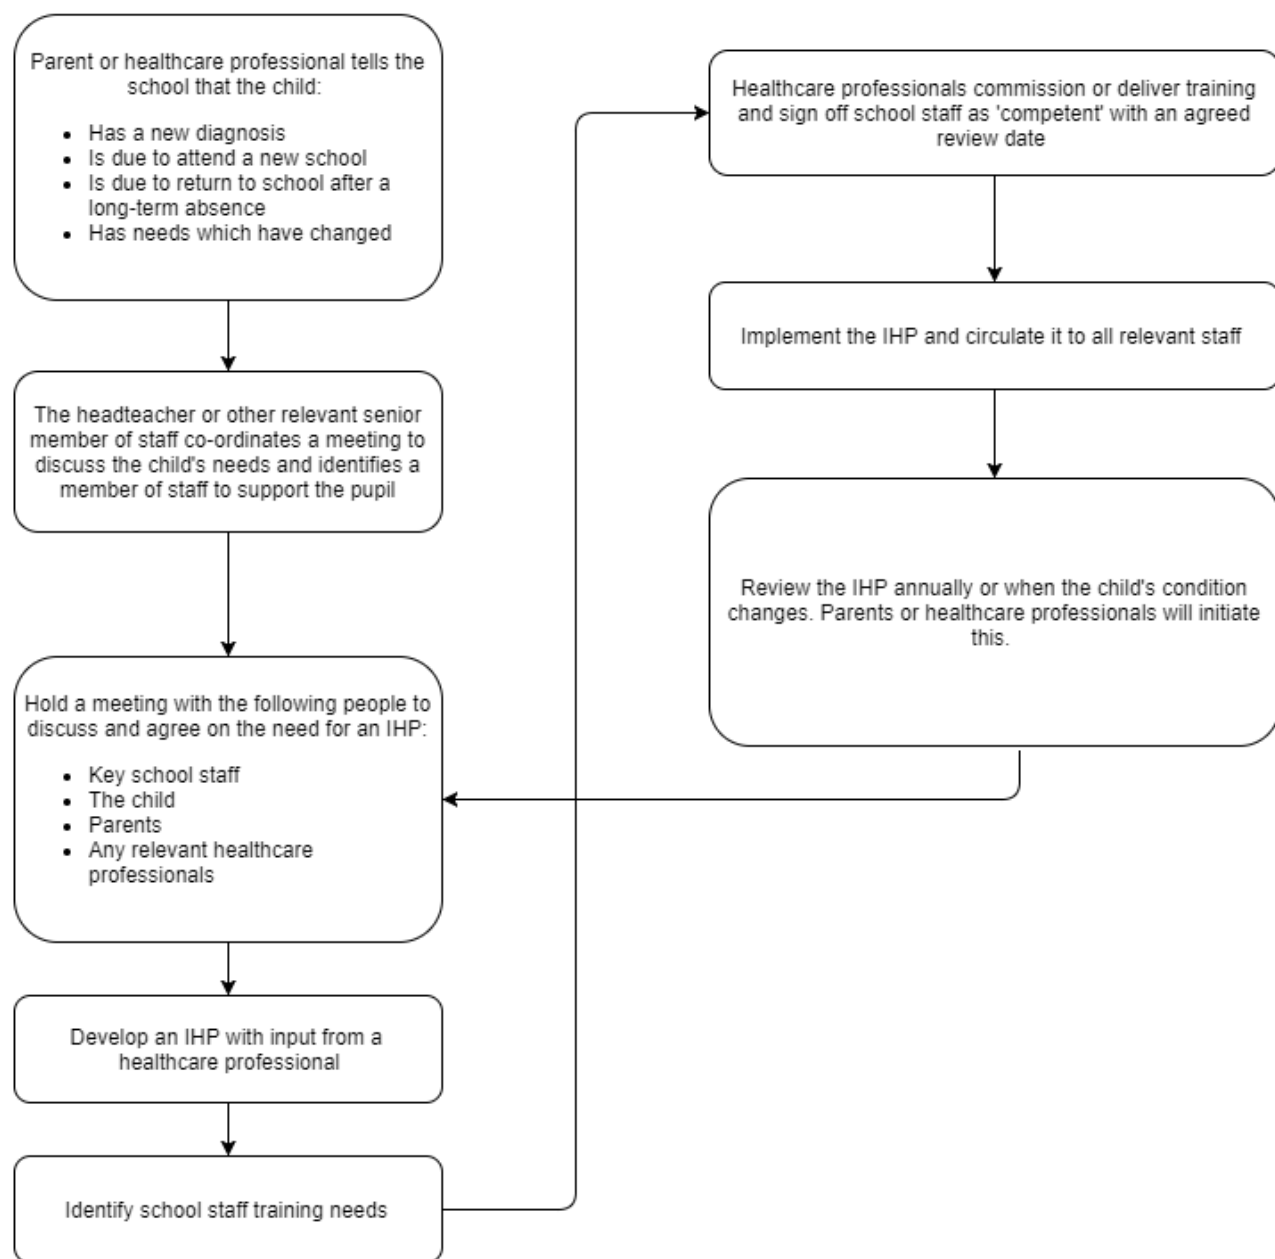 Parent or healthcare professional tells the
school that the child:
• Has a new diagnosis
• Is due to attend a new school
• Is due to return to school after a
long-term absence
• Has needs which have changed
The headteacher or other relevant senior
member of staff co-ordinates a meeting to
discuss the child's needs and identifies a
member of staff to support the pupil
Hold a meeting with the following people to
discuss and agree on the need for an IHP:
• Key school staff
• The child
• Parents
• Any relevant healthcare
professionals
Develop an IHP with input from a
healthcare professional
Identify school staff training needs
Healthcare professionals commission or deliver training
and sign off school staff as 'competent' with an agreed
review date
Implement the IHP and circulate it to all relevant staff
Review the IHP annually or when the child's condition
changes. Parents or healthcare professionals will initiate
this.